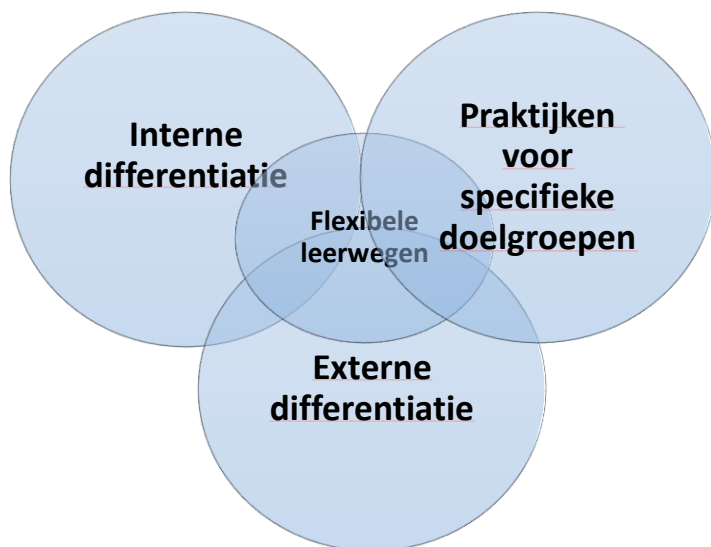 Interne
differentiatie
Praktijken
voor
specifieke
doelgroepen
Flexibele
leerwegen
Externe
differentiatie